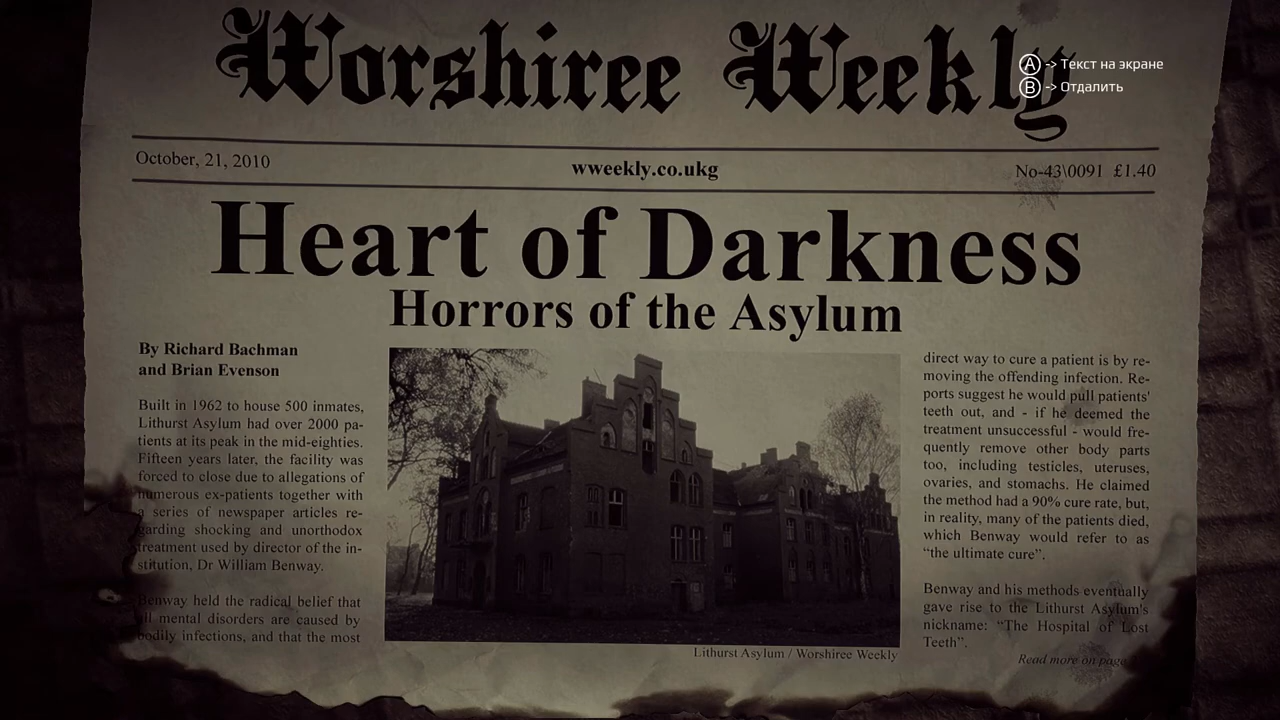 Worshiree Weekly
Ⓐ -> Текст на экране
Ⓑ -> Отдалить
October, 21, 2010
wweekly.co.ukg
No-43\0091 £1.40
Heart of Darkness
Horrors of the Asylum
By Richard Bachman
and Brian Evenson
Built in 1962 to house 500 inmates,
Lithurst Asylum had over 2000 pa-
tients at its peak in the mid-eighties.
Fifteen years later, the facility was
forced to close due to allegations of
numerous ex-patients together with
a series of newspaper articles re-
garding shocking and unorthodox
treatment used by director of the in-
stitution, Dr William Benway.
Benway held the radical belief that
all mental disorders are caused by
bodily infections, and that the most
Lithurst Asylum / Worshiree Weekly
direct way to cure a patient is by re-
moving the offending infection. Re-
ports suggest he would pull patients'
teeth out, and - if he deemed the
treatment unsuccessful - would fre-
quently remove other body parts
too, including testicles, uteruses,
ovaries, and stomachs. He claimed
the method had a 90% cure rate, but,
in reality, many of the patients died,
which Benway would refer to as
“the ultimate cure”.
Benway and his methods eventually
gave rise to the Lithurst Asylum's
nickname: “The Hospital of Lost
Teeth”.
Read more on page